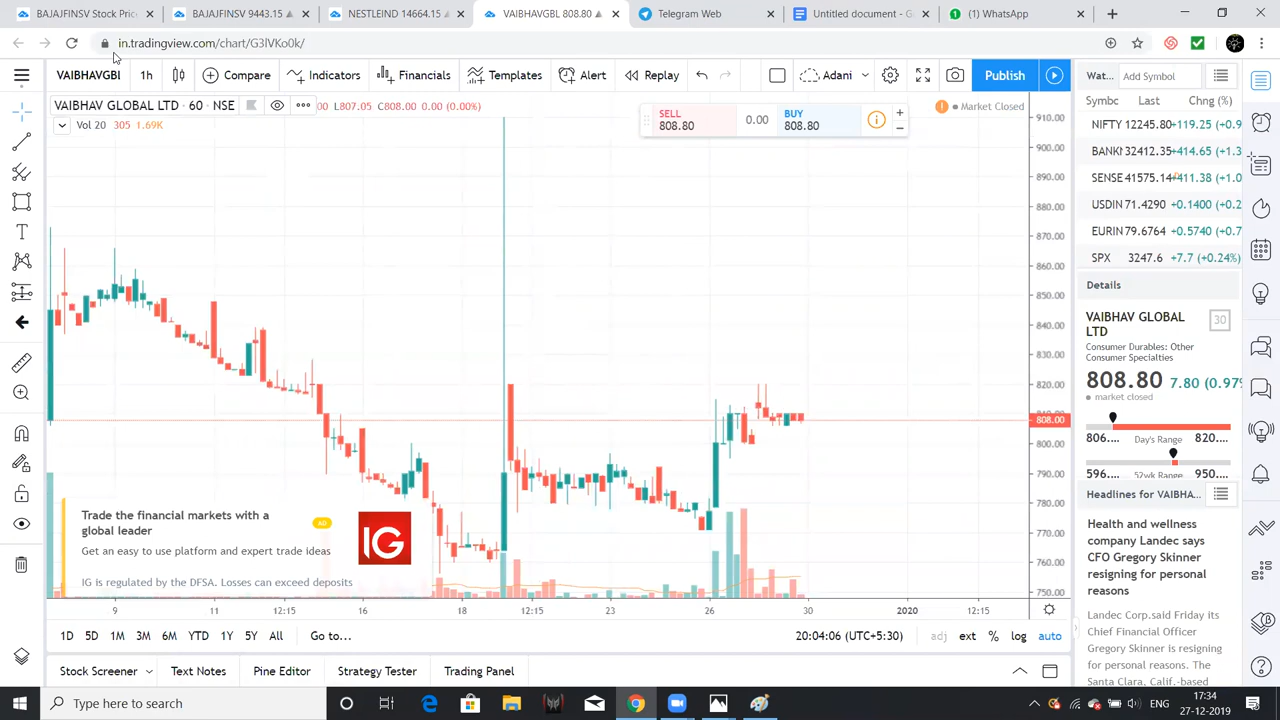 BAJAJFINSV Stock Pric
BAJAJFINSV 9443.15 ▲
NESTLEIND 14664.15 ▲
VAIBHAVGBL 808.80 ▲
Telegram Web
Untitled document - G
(1) WhatsApp
in.tradingview.com/chart/G3lVKo0k/
VAIBHAVGBL
1h
Compare
Indicators
Financials
Templates
Alert
Replay
Adani
Publish
Wat...
Add Symbol
VAIBHAV GLOBAL LTD · 60 · NSE
L807.05 C808.00 0.00 (0.00%)
Vol 20 305 1.69K
SELL
808.80
0.00
BUY
808.80
Market Closed
Symbc Last Chng (%)
NIFTY 12245.80 +119.25 (+0.9
BANKI 32412.35 +414.65 (+1.3
SENSE 41575.14 +411.38 (+1.0
USDIN 71.4290 +0.1400 (+0.2
EURIN 79.6764 +0.5740 (+0.7
SPX 3247.6 +7.7 (+0.24%)
910.00
900.00
890.00
880.00
870.00
860.00
850.00
840.00
830.00
820.00
808.00
800.00
790.00
780.00
770.00
760.00
750.00
Details
VAIBHAV GLOBAL
LTD
30
Consumer Durables: Other
Consumer Specialties
808.80 7.80 (0.97%
market closed
806.... Day's Range 820....
596.... 52wk Range 950....
Headlines for VAIBHA...
Health and wellness
company Landec says
CFO Gregory Skinner
resigning for personal
reasons
Landec Corp.said Friday its
Chief Financial Officer
Gregory Skinner is
resigning for personal
reasons. The
Santa Clara, Calif.-based
Trade the financial markets with a
global leader
AD
Get an easy to use platform and expert trade ideas
IG is regulated by the DFSA. Losses can exceed deposits
IG
9 11 12:15 16 18 12:15 23 26 30 2020 12:15
1D 5D 1M 3M 6M YTD 1Y 5Y All Go to...
20:04:06 (UTC+5:30) adj ext % log auto
Stock Screener Text Notes Pine Editor Strategy Tester Trading Panel
Type here to search
ENG
17:34
27-12-2019